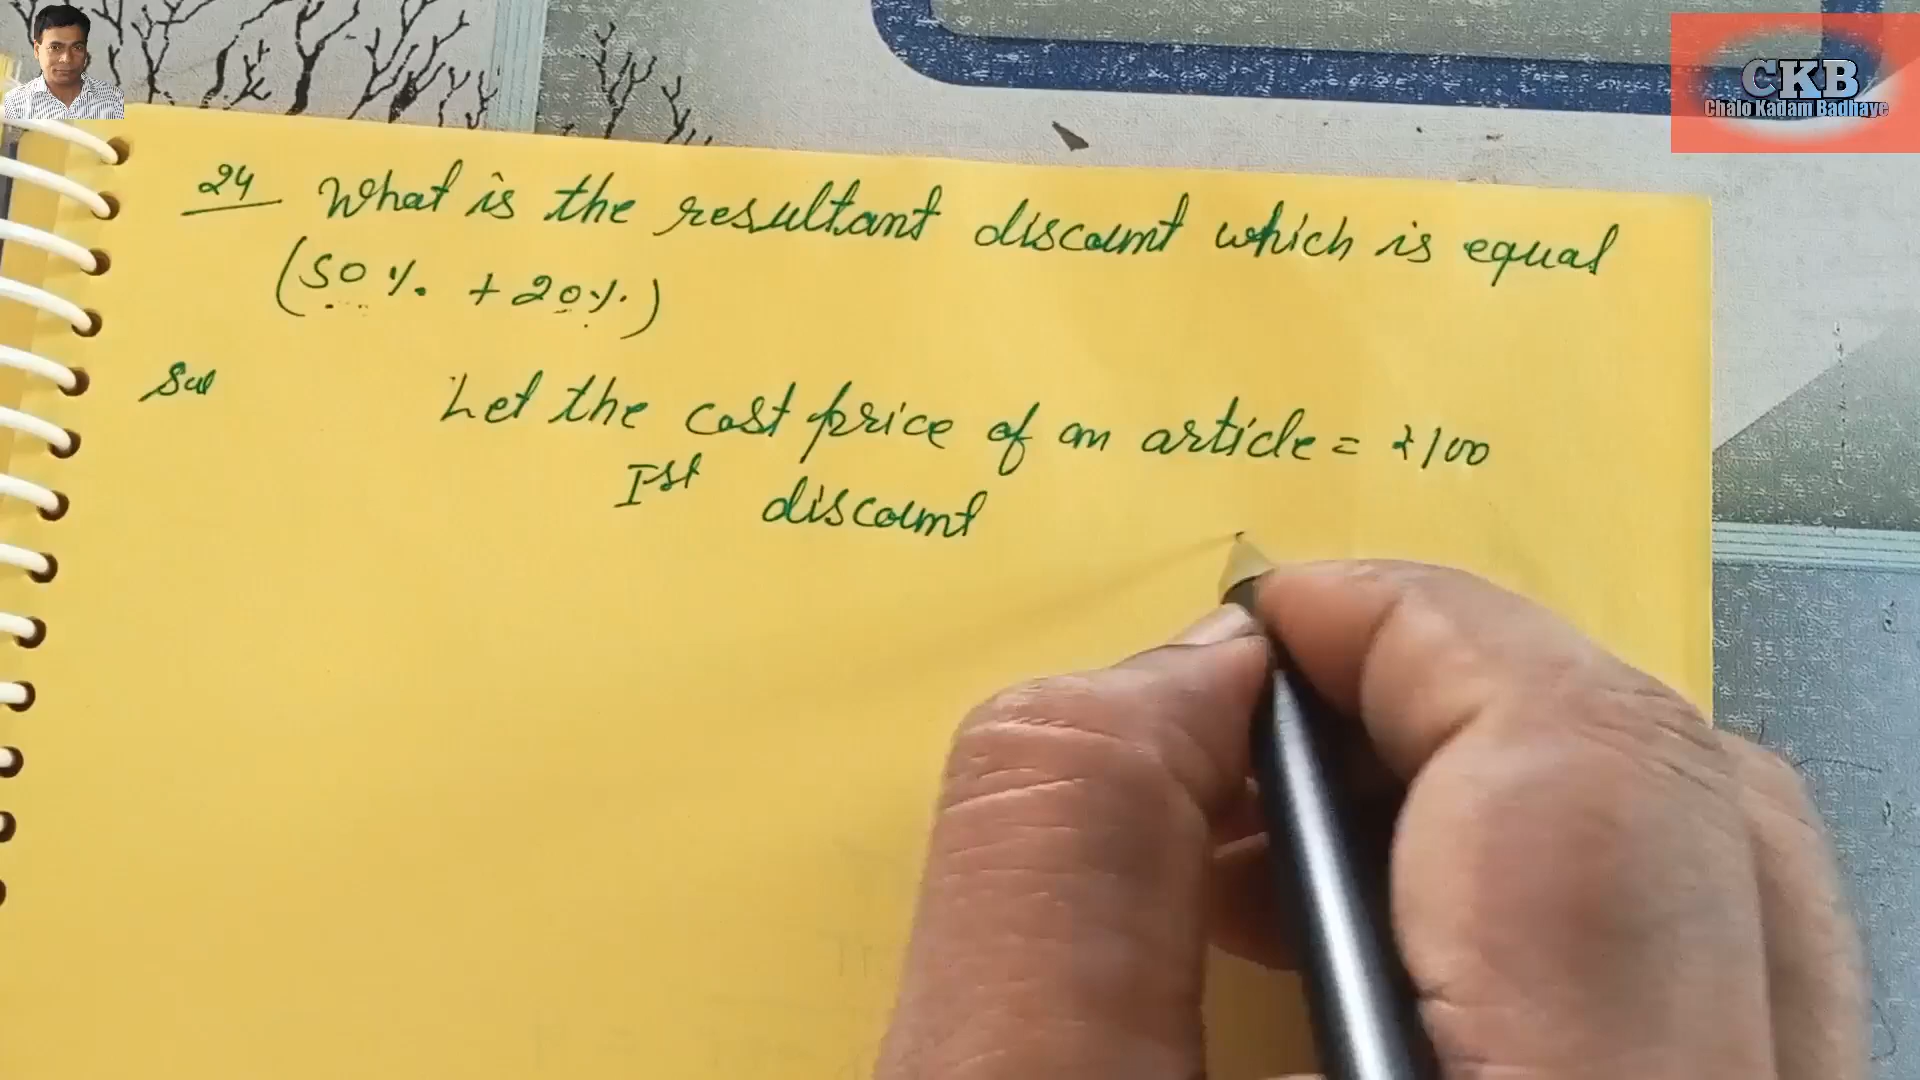 CKB
Chalo Kadam Badhaye
24 What is the resultant discount which is equal
(50% + 20%)
Sol
Let the cost price of an article = ₹100
Ist discount